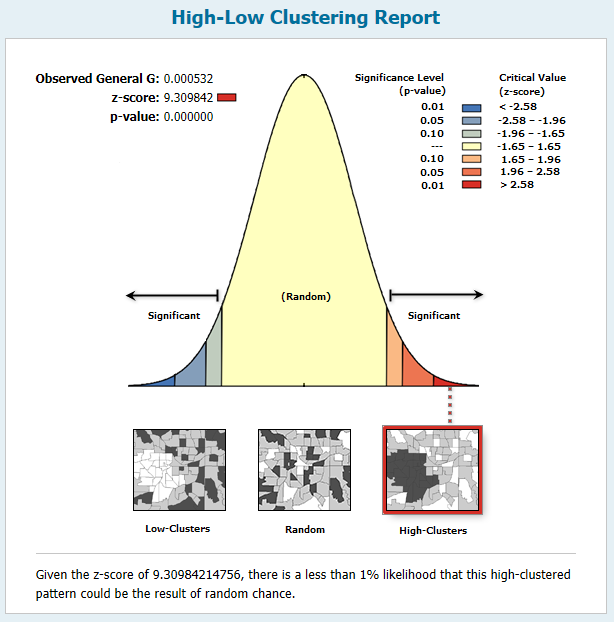 High-Low Clustering Report
Observed General G: 0.000532
z-score: 9.309842
p-value: 0.000000
Significance Level (p-value) Critical Value (z-score)
0.01 < -2.58
0.05 -2.58 – -1.96
0.10 -1.96 – -1.65
--- -1.65 – 1.65
0.10 1.65 – 1.96
0.05 1.96 – 2.58
0.01 > 2.58
(Random)
Significant Significant
Low-Clusters Random High-Clusters
Given the z-score of 9.30984214756, there is a less than 1% likelihood that this high-clustered
pattern could be the result of random chance.